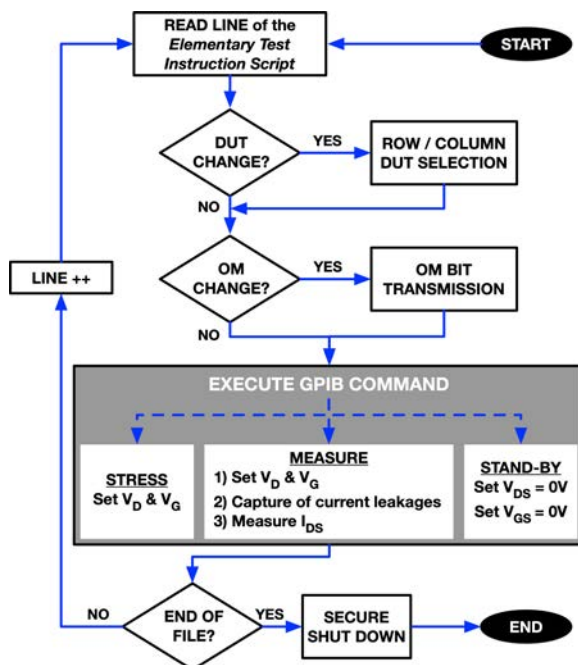 READ LINE of the
Elementary Test
Instruction Script
START
DUT
CHANGE?
YES
ROW / COLUMN
DUT SELECTION
NO
OM
CHANGE?
YES
OM BIT
TRANSMISSION
LINE ++
NO
EXECUTE GPIB COMMAND
STRESS
Set VD & VG
MEASURE
1) Set VD & VG
2) Capture of current leakages
3) Measure IDS
STAND-BY
Set VDS = 0V
Set VGS = 0V
NO
END OF
FILE?
YES
SECURE
SHUT DOWN
END